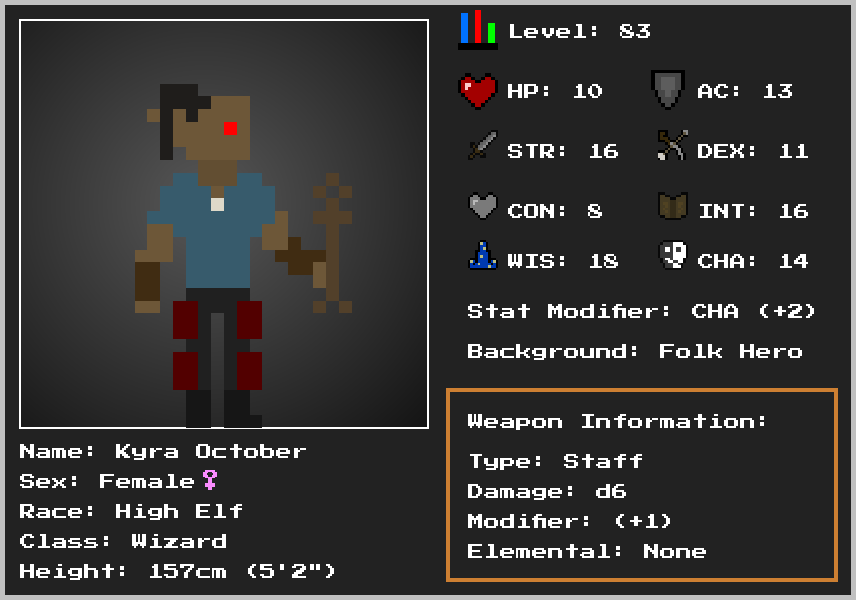 Level: 83
HP: 10
AC: 13
STR: 16
DEX: 11
CON: 8
INT: 16
WIS: 18
CHA: 14
Stat Modifier: CHA (+2)
Background: Folk Hero
Weapon Information:
Type: Staff
Damage: d6
Modifier: (+1)
Elemental: None
Name: Kyra October
Sex: Female♀
Race: High Elf
Class: Wizard
Height: 157cm (5'2")